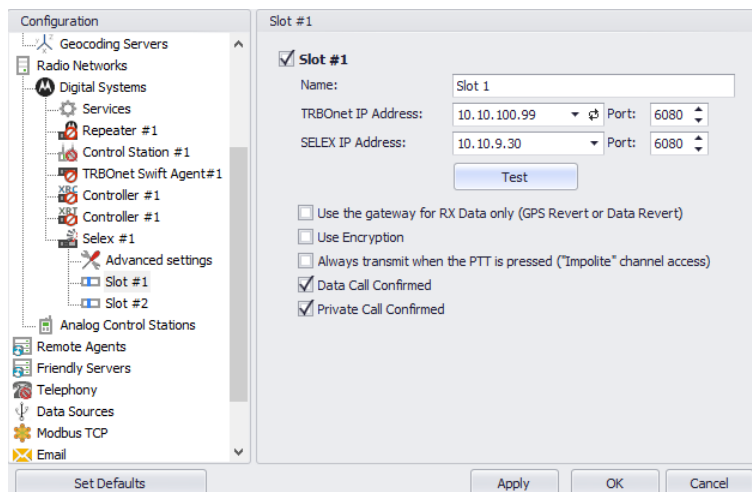 Configuration
Geocoding Servers
Radio Networks
Digital Systems
Services
Repeater #1
Control Station #1
TRBOnet Swift Agent#1
XRC Controller #1
XRT Controller #1
Selex #1
Advanced settings
Slot #1
Slot #2
Analog Control Stations
Remote Agents
Friendly Servers
Telephony
Data Sources
Modbus TCP
Email
Set Defaults
Slot #1
Slot #1
Name: Slot 1
TRBOnet IP Address: 10.10.100.99 Port: 6080
SELEX IP Address: 10.10.9.30 Port: 6080
Test
Use the gateway for RX Data only (GPS Revert or Data Revert)
Use Encryption
Always transmit when the PTT is pressed ("Impolite" channel access)
Data Call Confirmed
Private Call Confirmed
Apply OK Cancel